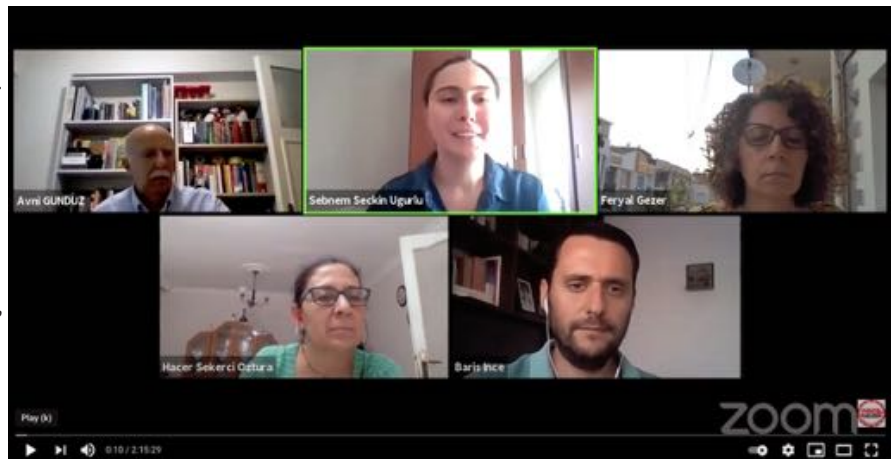 Avni GUNDUZ
Sebnem Seckin Ugurlu
Feryal Gezer
Hacer Sekerci Oztura
Baris Ince
zoom
Play (k)
0:10 / 2:15:29